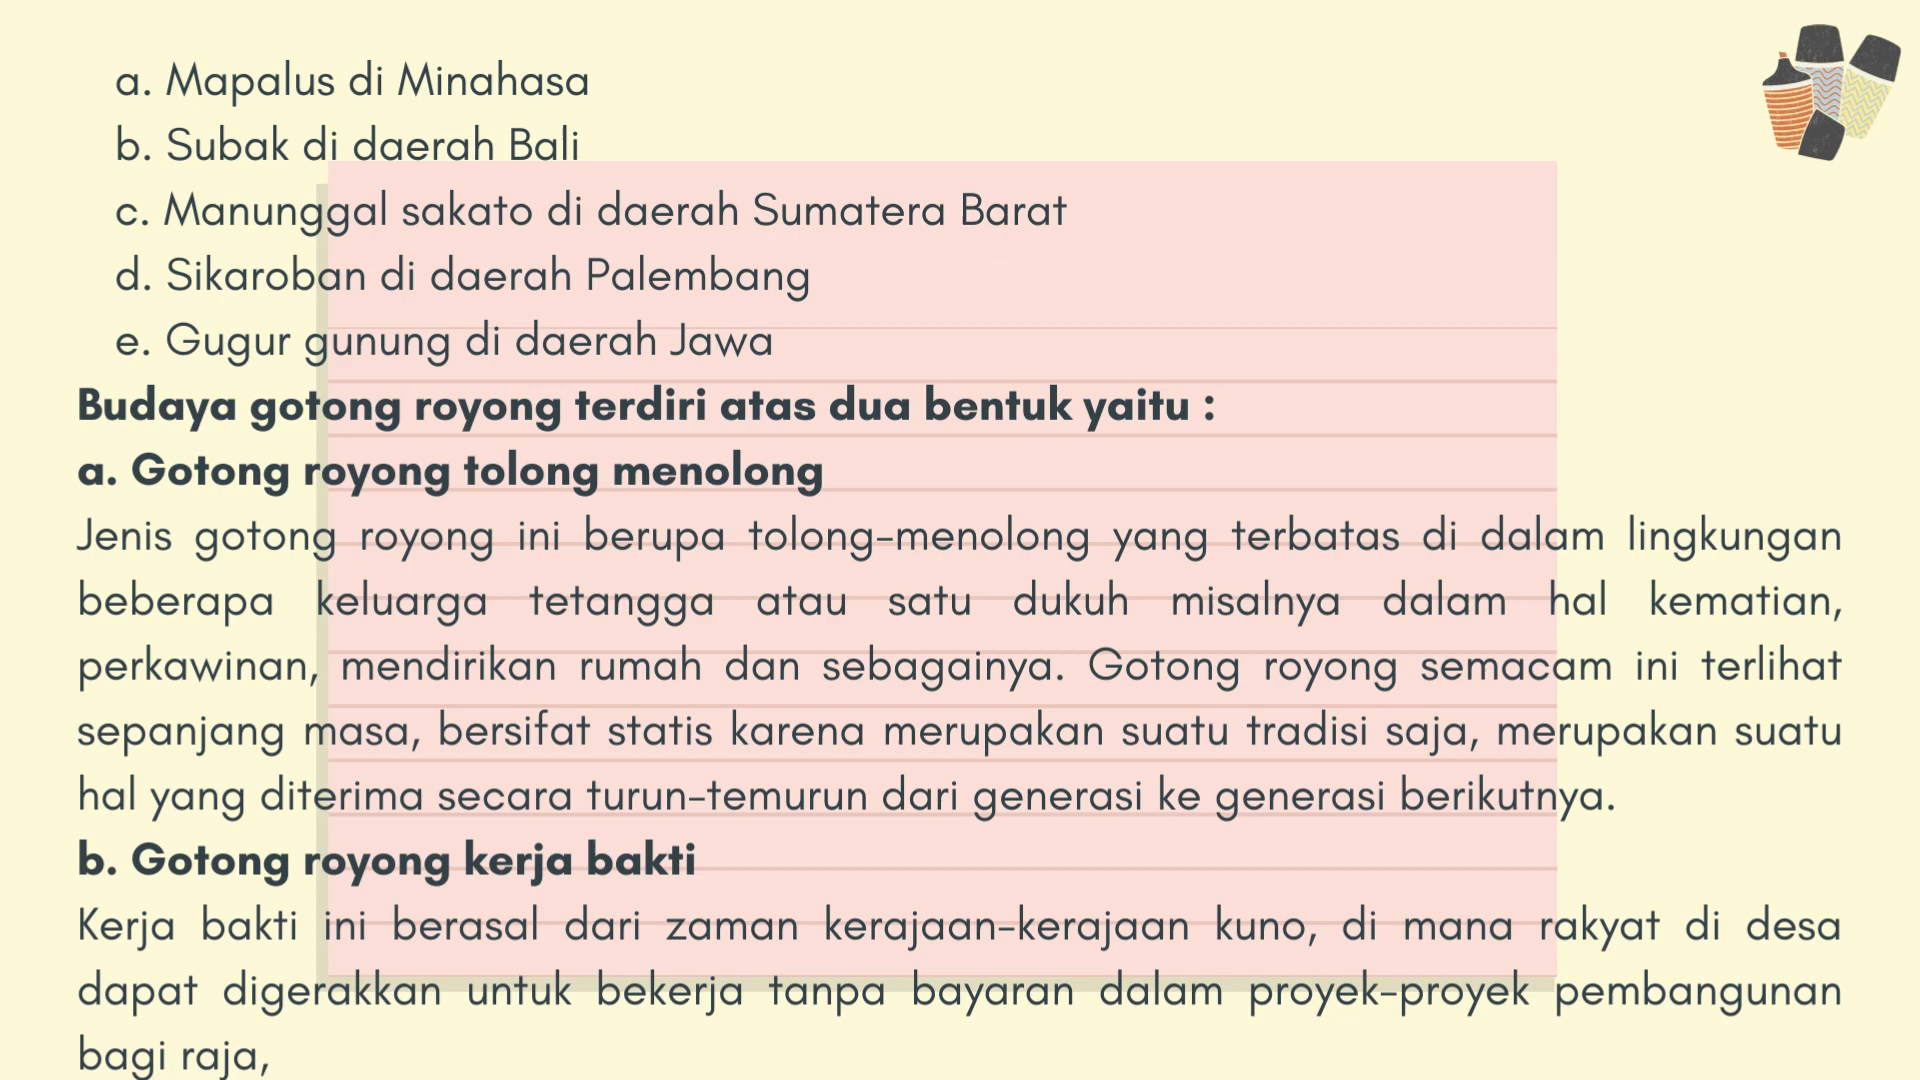 a. Mapalus di Minahasa
b. Subak di daerah Bali
c. Manunggal sakato di daerah Sumatera Barat
d. Sikaroban di daerah Palembang
e. Gugur gunung di daerah Jawa
Budaya gotong royong terdiri atas dua bentuk yaitu :
a. Gotong royong tolong menolong
Jenis gotong royong ini berupa tolong-menolong yang terbatas di dalam lingkungan
beberapa keluarga tetangga atau satu dukuh misalnya dalam hal kematian,
perkawinan, mendirikan rumah dan sebagainya. Gotong royong semacam ini terlihat
sepanjang masa, bersifat statis karena merupakan suatu tradisi saja, merupakan suatu
hal yang diterima secara turun-temurun dari generasi ke generasi berikutnya.
b. Gotong royong kerja bakti
Kerja bakti ini berasal dari zaman kerajaan-kerajaan kuno, di mana rakyat di desa
dapat digerakkan untuk bekerja tanpa bayaran dalam proyek-proyek pembangunan
bagi raja,